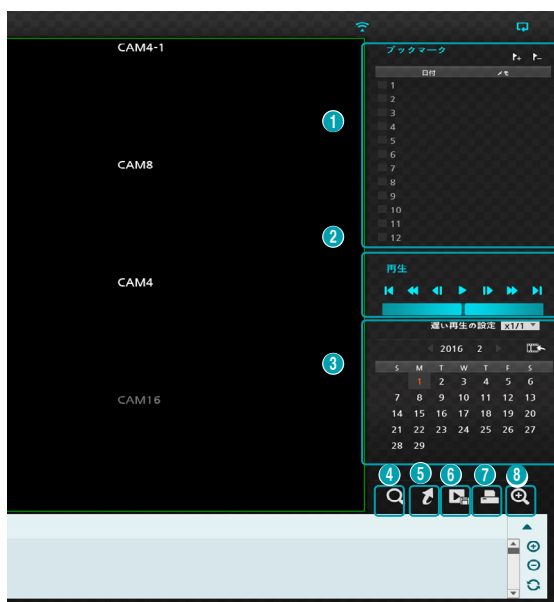 CAM4-1
CAM8
CAM4
CAM16
ブックマーク
日付 メモ
1
2
3
4
5
6
7
8
9
10
11
12
再生
遅い再生の設定 x1/1
2016 2
S M T W T F S
1 2 3 4 5 6
7 8 9 10 11 12 13
14 15 16 17 18 19 20
21 22 23 24 25 26 27
28 29
①
②
③
④ ⑤ ⑥ ⑦ ⑧